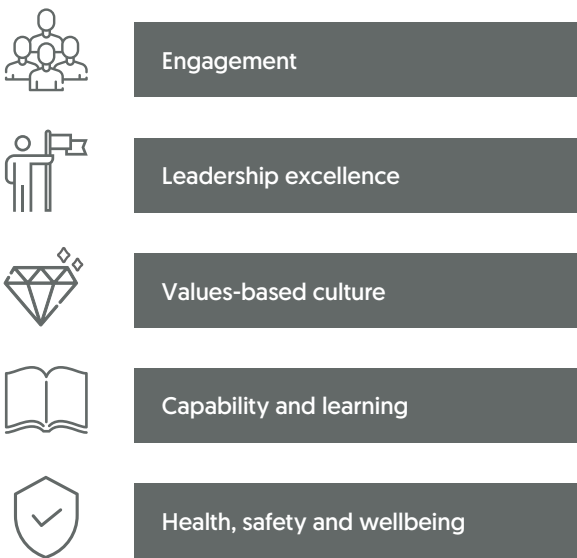 Engagement
Leadership excellence
Values-based culture
Capability and learning
Health, safety and wellbeing